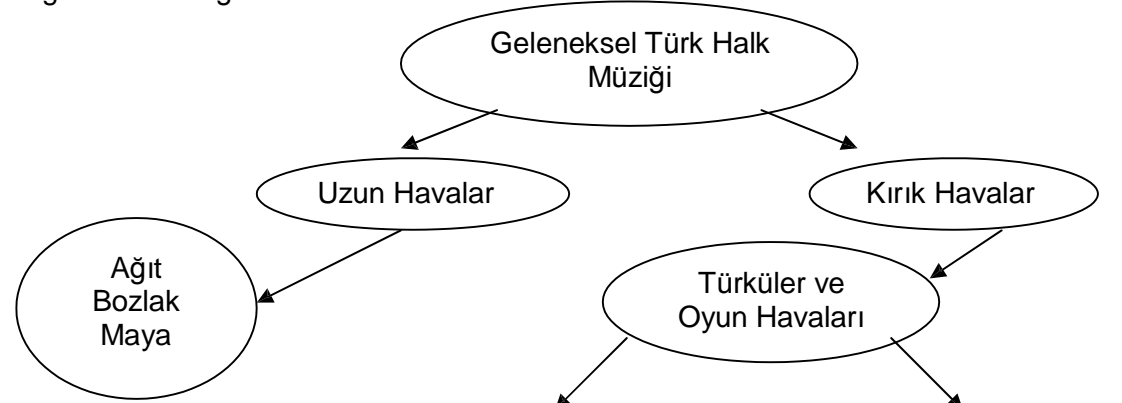 Geleneksel Türk Halk
Müziği
Uzun Havalar
Kırık Havalar
Ağıt
Bozlak
Maya
Türküler ve
Oyun Havaları